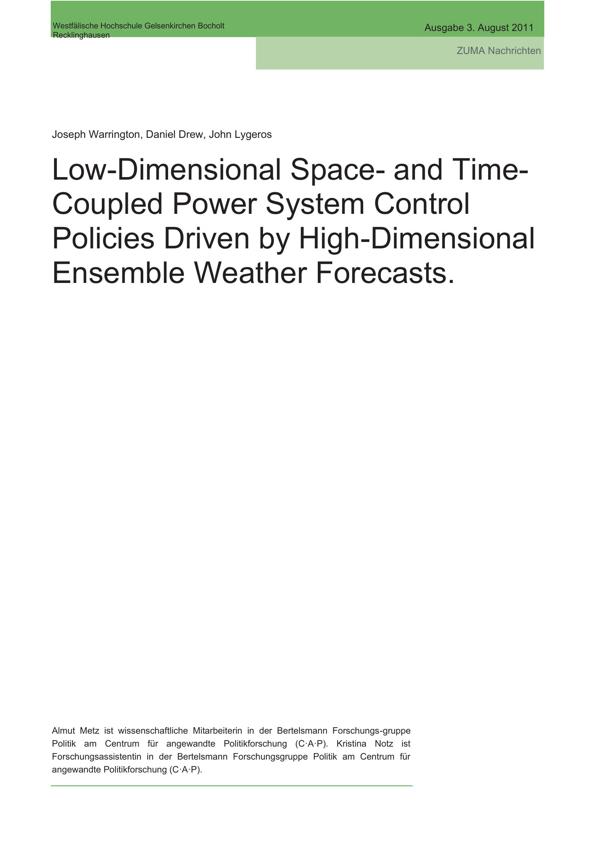 Westfälische Hochschule Gelsenkirchen Bocholt
Recklinghausen
Ausgabe 3. August 2011
ZUMA Nachrichten
Joseph Warrington, Daniel Drew, John Lygeros
Low-Dimensional Space- and Time-
Coupled Power System Control
Policies Driven by High-Dimensional
Ensemble Weather Forecasts.
Almut Metz ist wissenschaftliche Mitarbeiterin in der Bertelsmann Forschungs-gruppe
Politik am Centrum für angewandte Politikforschung (C·A·P). Kristina Notz ist
Forschungsassistentin in der Bertelsmann Forschungsgruppe Politik am Centrum für
angewandte Politikforschung (C·A·P).